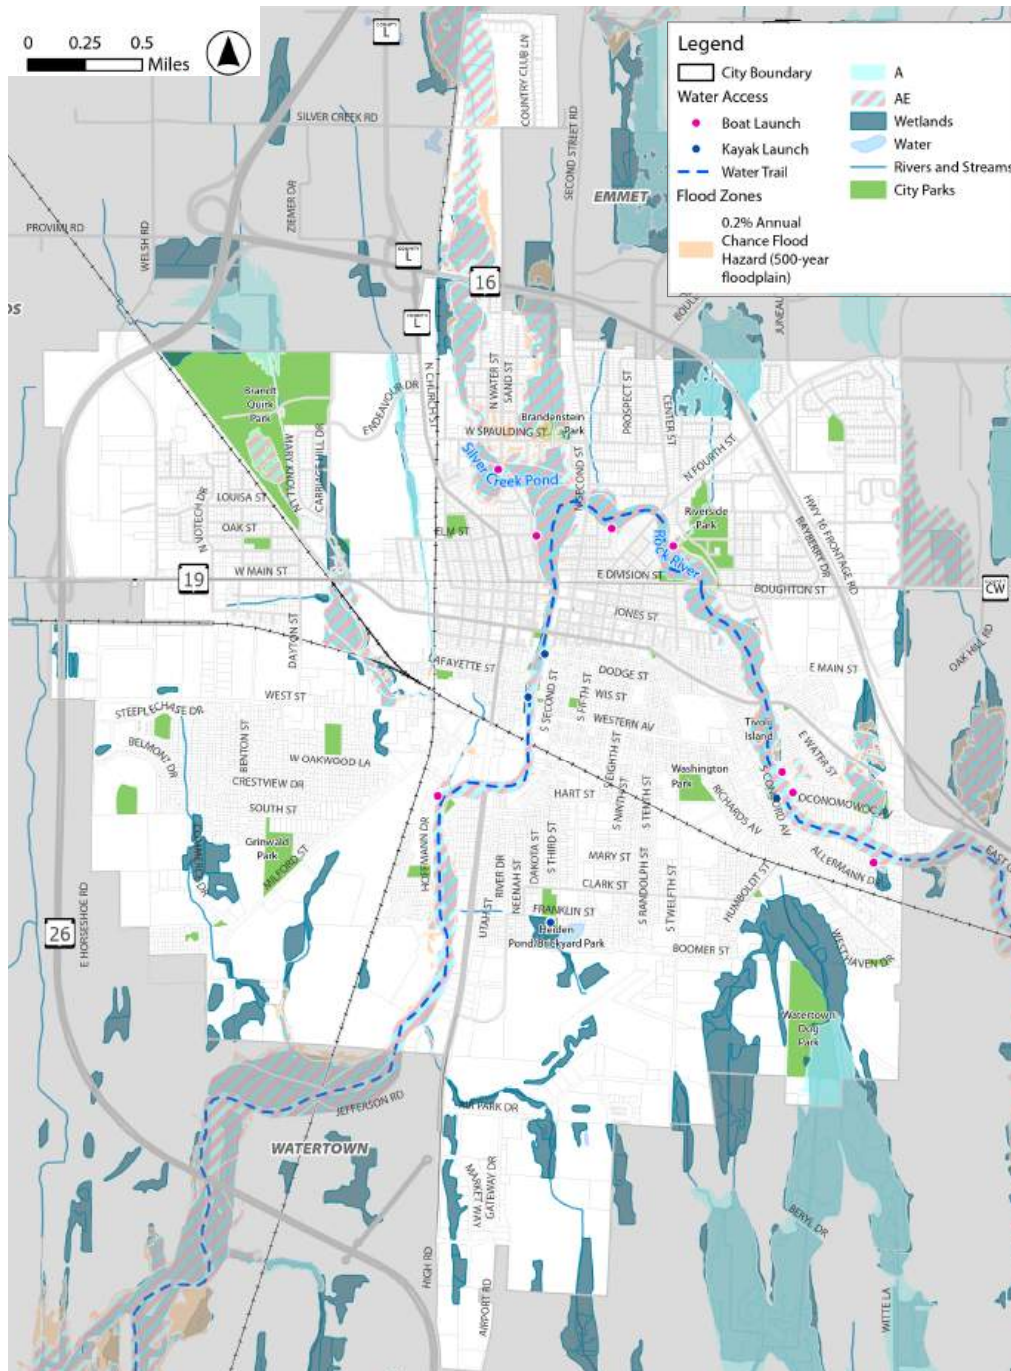 0 0.25 0.5
Miles
Legend
City Boundary
Water Access
Boat Launch
Kayak Launch
Water Trail
Flood Zones
0.2% Annual
Chance Flood
Hazard (500-year
floodplain)
A
AE
Wetlands
Water
Rivers and Streams
City Parks
L
COUNTRY CLUB LN
SILVER CREEK RD
SECOND STREET RD
EMMET
ZIEMER DR
WELSH RD
PROVIMI RD
L
16
L
JUNEAU
N WATER ST
SAND ST
PROSPECT ST
CENTER ST
N CHURCH ST
ENDEAVOUR DR
Brandt
Quirk
Park
Brandenstein
Park
W SPAULDING ST
MARY KNOLL LN
CARRIAGE HILL DR
Silver
Creek Pond
N SECOND ST
N FOURTH ST
LOUISA ST
N VOTECH DR
OAK ST
ELM ST
Riverside
Park
Rock River
HWY 16 FRONTAGE RD
BAYBERRY DR
19
W MAIN ST
E DIVISION ST
BOUGHTON ST
CW
JONES ST
DAYTON ST
LAFAYETTE ST
DODGE ST
E MAIN ST
OAK HILL RD
WEST ST
S SECOND ST
S FIFTH ST
WIS ST
WESTERN AV
STEEPLECHASE DR
BELMONT DR
BENTON ST
W OAKWOOD LA
Tivoli
Island
E WATER ST
S EIGHTH ST
Washington
Park
CRESTVIEW DR
HART ST
S NINTH ST
S TENTH ST
RICHARDS AV
S CONCORD AV
OCONOMOWOC AV
SOUTH ST
Grinwald
Park
MILFORD ST
COMMERCE DR
HOFFMANN DR
DAKOTA ST
S THIRD ST
MARY ST
ALLERMANN DR
RIVER DR
NEENAH ST
CLARK ST
S RANDOLPH ST
S TWELFTH ST
HUMBOLDT ST
UTAH ST
FRANKLIN ST
Heiden
Pond/Brickyard Park
BOOMER ST
WESTHAVEN DR
26
E HORSESHOE RD
Watertown
Dog
Park
JEFFERSON RD
AIR PARK DR
WATERTOWN
MARKET WAY
GATEWAY DR
BERYL DR
HIGH RD
AIRPORT RD
WITTE LA